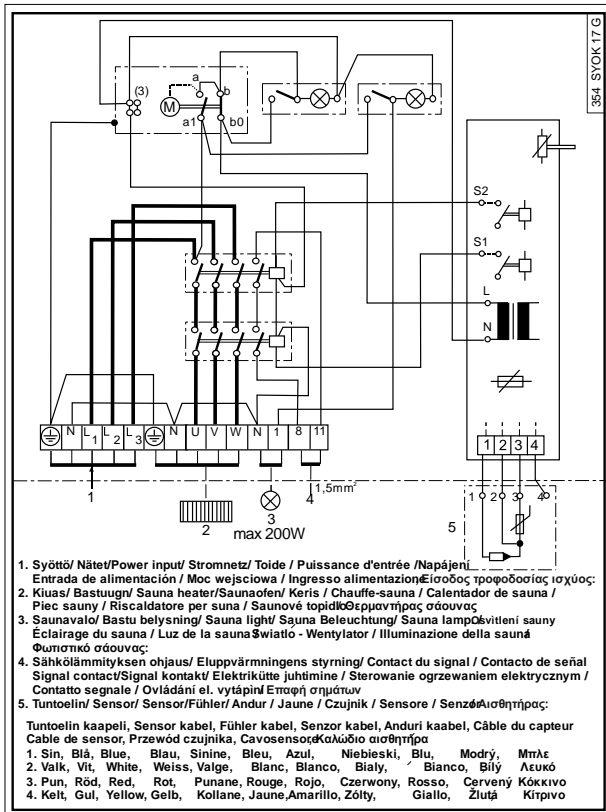 354 SYOK 17 G
(3)
a
b
M
a1
b0
S2
S1
L
N
N L1 L2 L3 N U V W N 1 8 11
1 2 3 4
1 2 3 4
1
2
3
max 200W
4
1,5mm²
5
1. Syöttö/ Nätet/Power input/ Stromnetz/ Toide / Puissance d'entrée /Napájení
Entrada de alimentación / Moc wejsciowa / Ingresso alimentazione/Είσοδος τροφοδοσίας ισχύος:
2. Kiuas/ Bastuugn/ Sauna heater/Saunaofen/ Keris / Chauffe-sauna / Calentador de sauna /
Piec sauny / Riscaldatore per suna / Saunové topidlo/Θερμαντήρας σάουνας
3. Saunavalo/ Bastu belysning/ Sauna light/ Sauna Beleuchtung/ Sauna lamp/Osvìtlení sauny
Éclairage du sauna / Luz de la sauna/ Swiatlo - Wentylator / Illuminazione della sauna/
Φωτιστικό σάουνας:
4. Sähkölämmityksen ohjaus/ Eluppvärmningens styrning/ Contact du signal / Contacto de señal
Signal contact/Signal kontakt/ Elektrikütte juhtimine / Sterowanie ogrzewaniem elektrycznym /
Contatto segnale / Ovládání el. vytápìní/ Επαφή σημάτων
5. Tuntoelin/ Sensor/ Sensor/Fühler/ Andur / Jaune / Czujnik / Sensore / Senzor/Αισθητήρας:
Tuntoelin kaapeli, Sensor kabel, Fühler kabel, Senzor kabel, Anduri kaabel, Câble du capteur
Cable de sensor, Przewód czujnika, Cavosensore, Καλώδιο αισθητήρα
1. Sin, Blå, Blue, Blau, Sinine, Bleu, Azul, Niebieski, Blu, Modrý, Μπλε
2. Valk, Vit, White, Weiss, Valge, Blanc, Blanco, Bialy, Bianco, Bílý Λευκό
3. Pun, Röd, Red, Rot, Punane, Rouge, Rojo, Czerwony, Rosso, Cervený Κόκκινο
4. Kelt, Gul, Yellow, Gelb, Kollane, Jaune,Amarillo, Zólty, Giallo, Žlutá Κίτρινο